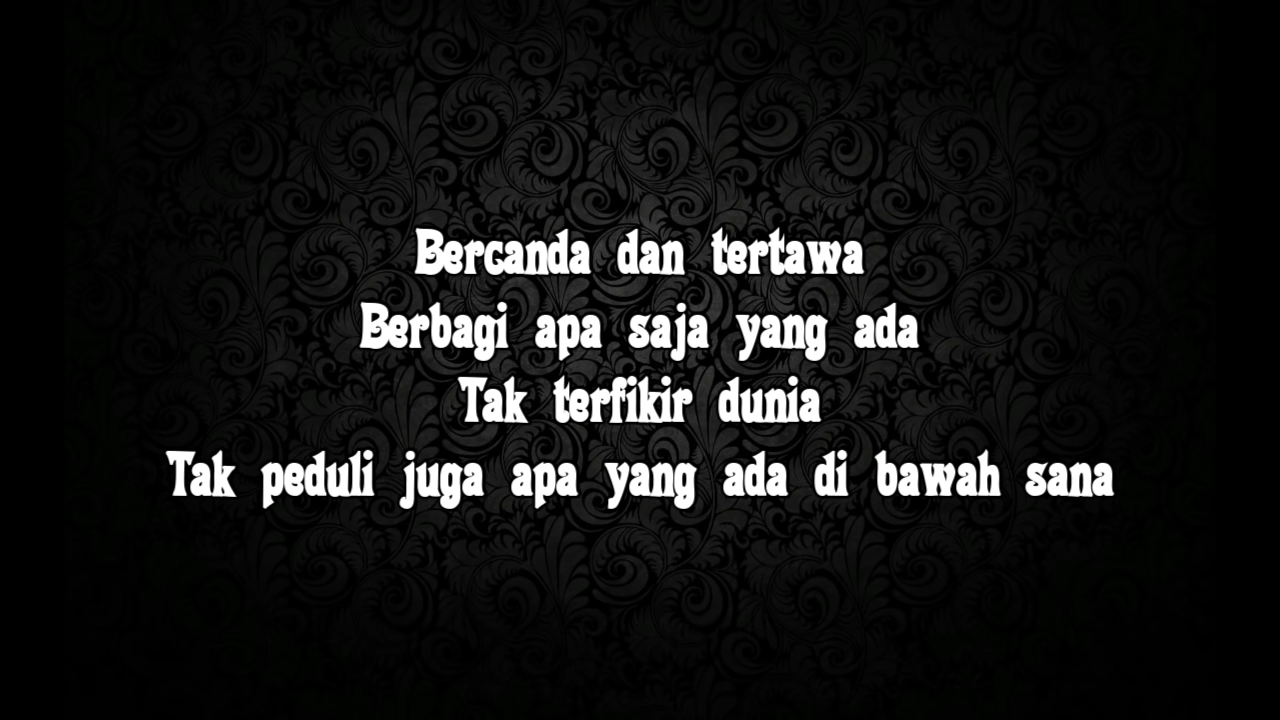 Bercanda dan tertawa
Berbagi apa saja yang ada
Tak terfikir dunia
Tak peduli juga apa yang ada di bawah sana